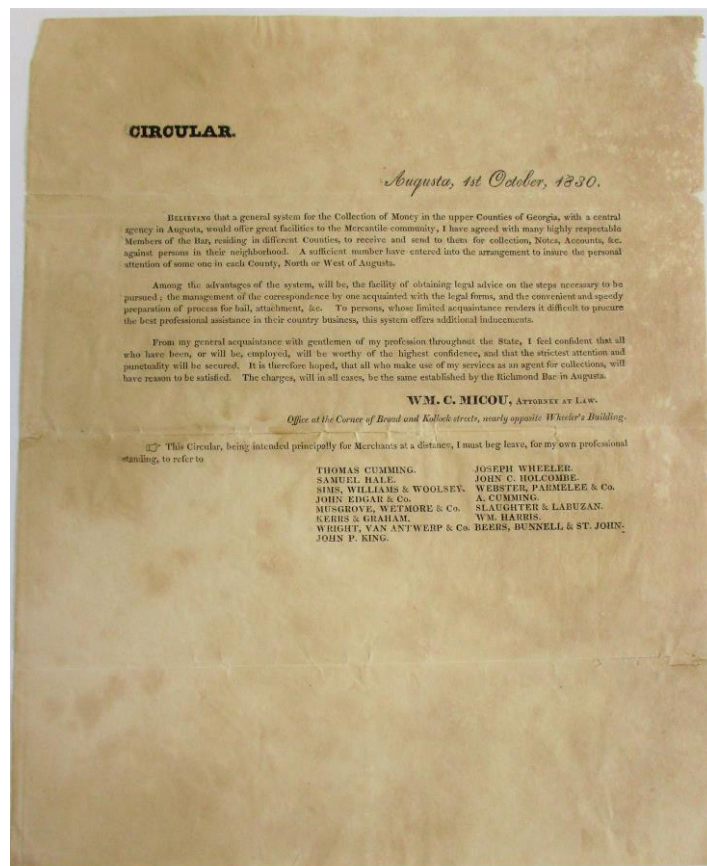 CIRCULAR.
Augusta, 1st October, 1830.
BELIEVING that a general system for the Collection of Money in the upper Counties of Georgia, with a central
agency in Augusta, would offer great facilities to the Mercantile community, I have agreed with many highly respectable
Members of the Bar, residing in different Counties, to receive and send to them for collection, Notes, Accounts, &c.
against persons in their neighborhood. A sufficient number have entered into the arrangement to insure the personal
attention of some one in each County, North or West of Augusta.
Among the advantages of the system, will be, the facility of obtaining legal advice on the steps necessary to be
pursued; the management of the correspondence by one acquainted with the legal forms, and the convenient and speedy
preparation of process for bail, attachment, &c. To persons, whose limited acquaintance renders it difficult to procure
the best professional assistance in their country business, this system offers additional inducements.
From my general acquaintance with gentlemen of my profession throughout the State, I feel confident that all
who have been, or will be, employed, will be worthy of the highest confidence, and that the strictest attention and
punctuality will be secured. It is therefore hoped, that all who make use of my services as an agent for collections, will
have reason to be satisfied. The charges, will in all cases, be the same established by the Richmond Bar in Augusta.
WM. C. MICOU, ATTORNEY AT LAW.
Office at the Corner of Broad and Kollock streets, nearly opposite Wheeler's Building.
☞ This Circular, being intended principally for Merchants at a distance, I must beg leave, for my own professional
standing, to refer to
THOMAS CUMMING. JOSEPH WHEELER.
SAMUEL HALE. JOHN C. HOLCOMBE.
SIMS, WILLIAMS & WOOLSEY. WEBSTER, PARMELEE & Co.
JOHN EDGAR & Co. A. CUMMING.
MUSGROVE, WETMORE & Co. SLAUGHTER & LABUZAN.
KERRS & GRAHAM. WM. HARRIS.
WRIGHT, VAN ANTWERP & Co. BEERS, BUNNELL & ST. JOHN.
JOHN P. KING.